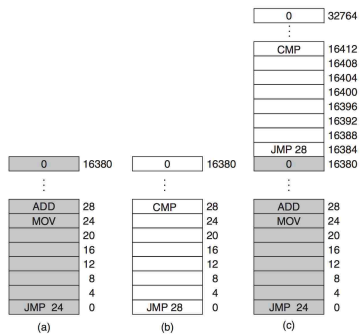 0 32764
CMP 16412
16408
16404
16400
16396
16392
16388
JMP 28 16384
0 16380
0 16380
0 16380
ADD 28
MOV 24
20
16
12
8
4
JMP 24 0
(a)
CMP 28
24
20
16
12
8
4
JMP 28 0
(b)
ADD 28
MOV 24
20
16
12
8
4
JMP 24 0
(c)